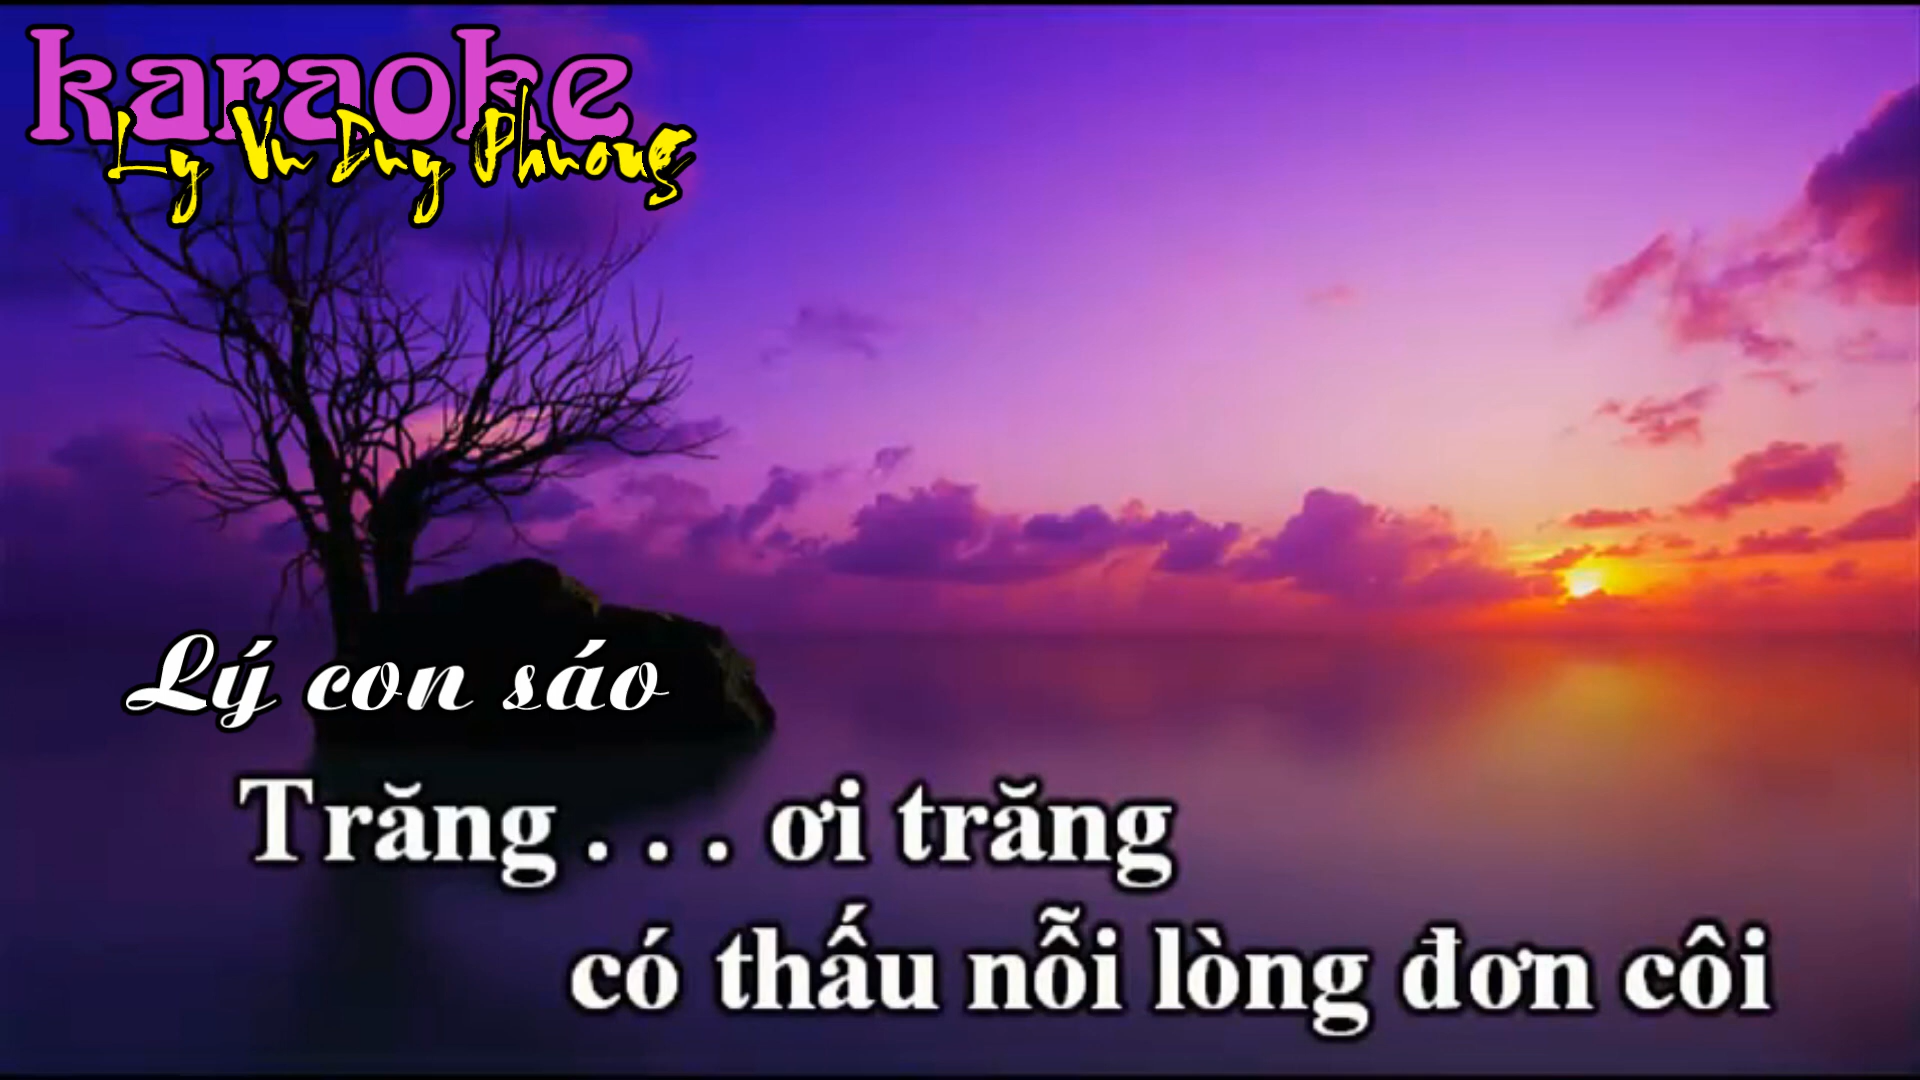 karaoke
Ly Vu Duy Phuong
Lý con sáo
Trăng . . . ơi trăng
có thấu nỗi lòng đơn côi